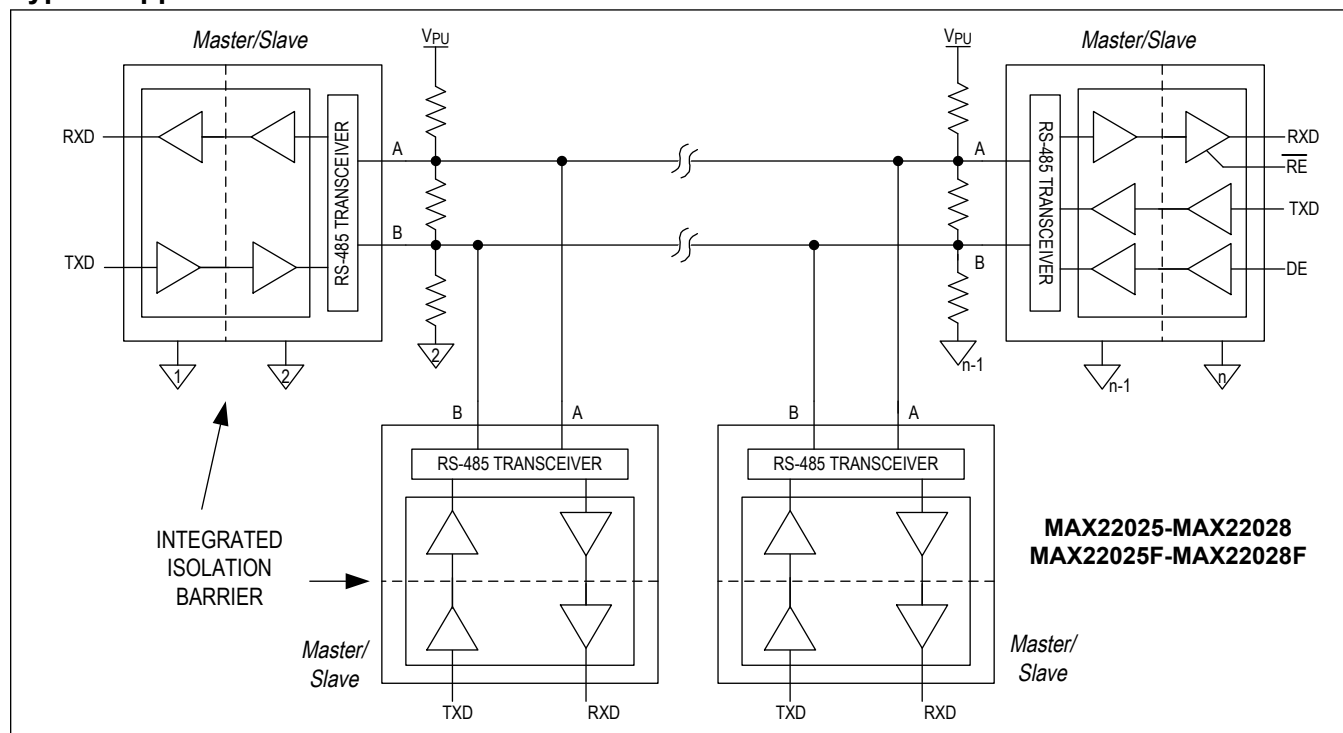 Master/Slave
VPU
VPU
Master/Slave
RXD
TXD
RS-485 TRANSCEIVER
A
B
A
B
RS-485 TRANSCEIVER
RXD
RE
TXD
DE
1
2
2
n-1
n-1
n
B
A
B
A
RS-485 TRANSCEIVER
RS-485 TRANSCEIVER
INTEGRATED
ISOLATION
BARRIER
MAX22025-MAX22028
MAX22025F-MAX22028F
Master/
Slave
Master/
Slave
TXD
RXD
TXD
RXD